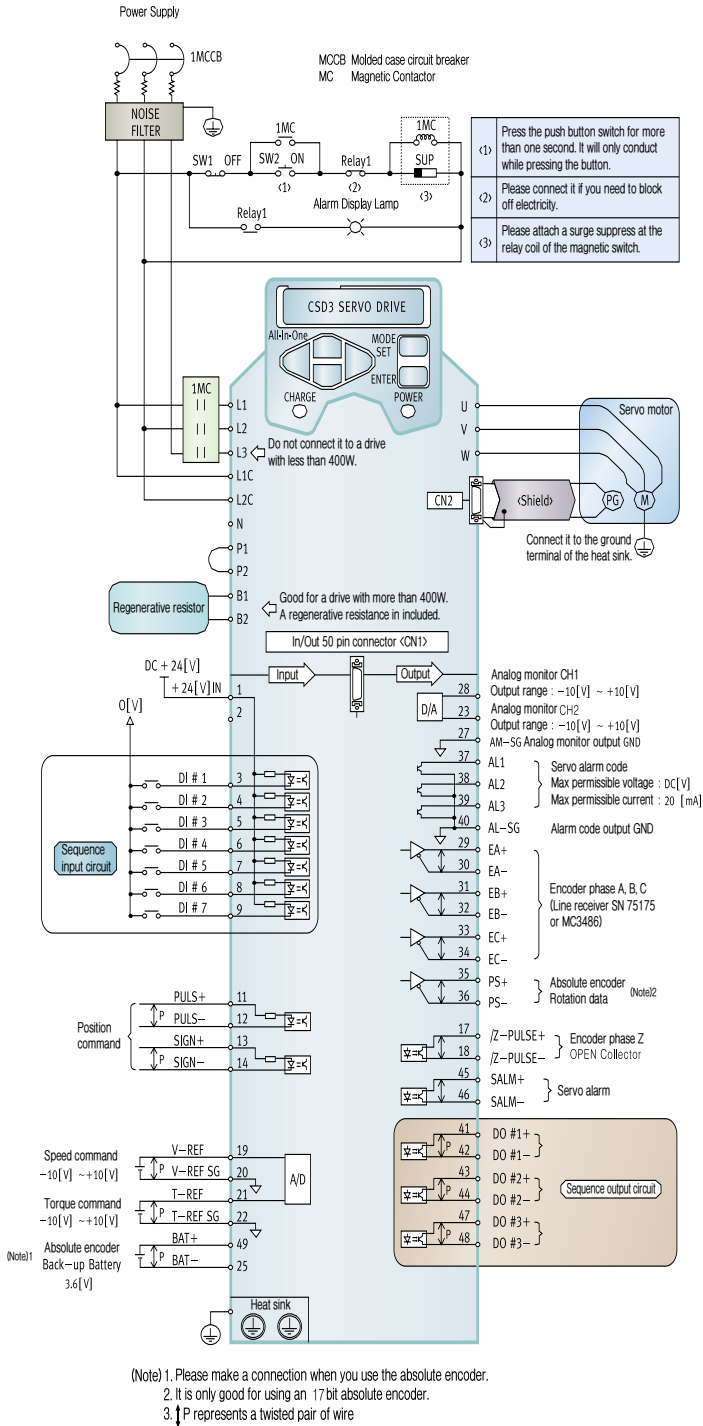 Power Supply
1MCCB
MCCB Molded case circuit breaker
MC Magnetic Contactor
NOISE
FILTER
1MC
SW1 OFF
SW2 ON
Relay1
1MC
SUP
〈1〉
〈2〉
〈3〉
Relay1
Alarm Display Lamp
〈1〉 Press the push button switch for more
than one second. It will only conduct
while pressing the button.
〈2〉 Please connect it if you need to block
off electricity.
〈3〉 Please attach a surge suppress at the
relay coil of the magnetic switch.
CSD3 SERVO DRIVE
All-In-One
MODE
SET
ENTER
CHARGE
POWER
1MC
L1
L2
L3
Do not connect it to a drive
with less than 400W.
L1C
L2C
N
P1
P2
Regenerative resistor
B1
B2
Good for a drive with more than 400W.
A regenerative resistance in included.
U
V
W
Servo motor
CN2
〈Shield〉
PG
M
Connect it to the ground
terminal of the heat sink.
In/Out 50 pin connector 〈CN1〉
Input
Output
DC + 24[V]
+ 24[V]IN
1
2
0[V]
Sequence
input circuit
DI # 1 3
DI # 2 4
DI # 3 5
DI # 4 6
DI # 5 7
DI # 6 8
DI # 7 9
Position
command
PULS+ 11
P
PULS- 12
SIGN+ 13
P
SIGN- 14
Speed command
-10[V] ~+10[V]
V-REF 19
P
V-REF SG 20
A/D
Torque command
-10[V] ~+10[V]
T-REF 21
P
T-REF SG 22
(Note)1
Absolute encoder
Back-up Battery
3.6[V]
BAT+ 49
P
BAT- 25
Heat sink
D/A
Analog monitor CH1
28
Output range : -10[V] ~ +10[V]
Analog monitor CH2
23
Output range : -10[V] ~ +10[V]
27 AM-SG Analog monitor output GND
37 AL1
38 AL2
39 AL3
Servo alarm code
Max permissible voltage : DC[V]
Max permissible current : 20 [mA]
40 AL-SG Alarm code output GND
29 EA+
30 EA-
31 EB+
32 EB-
33 EC+
34 EC-
Encoder phase A, B, C
(Line receiver SN 75175
or MC3486)
35 PS+
36 PS-
Absolute encoder
Rotation data
(Note)2
17 /Z-PULSE+
18 /Z-PULSE-
Encoder phase Z
OPEN Collector
45 SALM+
46 SALM-
Servo alarm
41 DO #1+
P
42 DO #1-
43 DO #2+
P
44 DO #2-
47 DO #3+
P
48 DO #3-
Sequence output circuit
(Note) 1. Please make a connection when you use the absolute encoder.
2. It is only good for using an 17bit absolute encoder.
3. ↕ P represents a twisted pair of wire